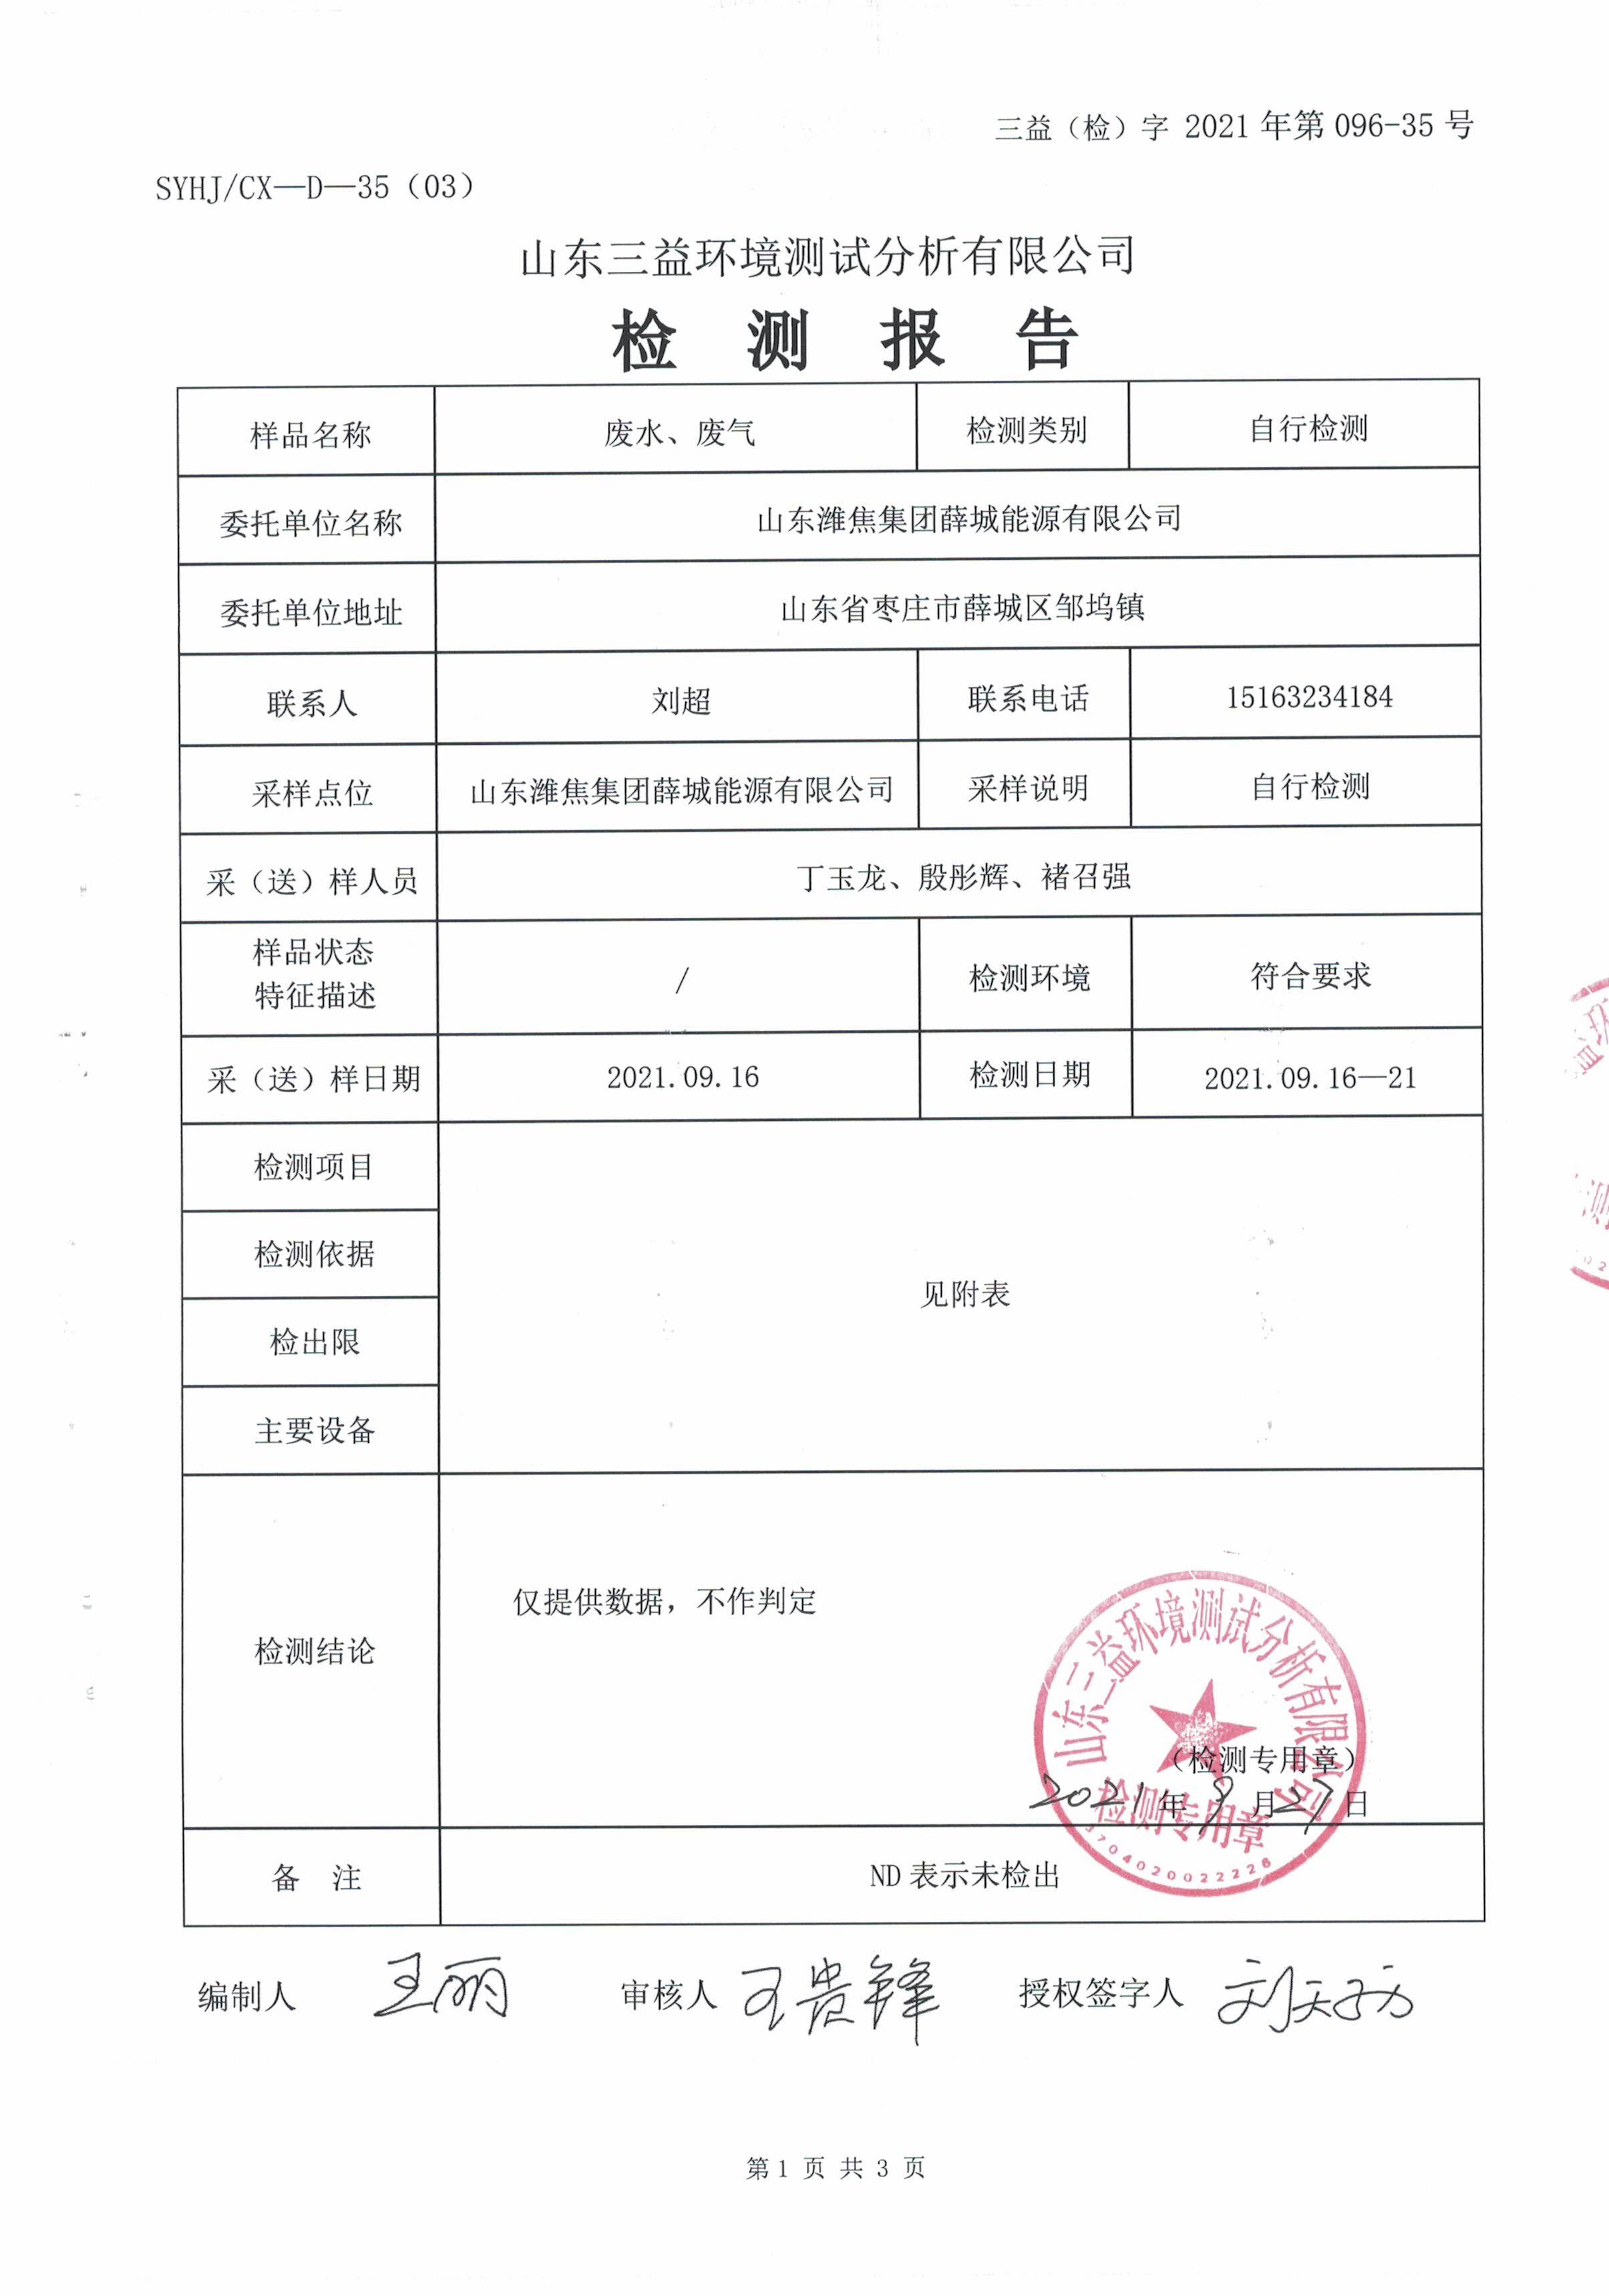 三益（检）字 2021 年第 096-35 号
SYHJ/CX—D—35（03）
山东三益环境测试分析有限公司
检 测 报 告
样品名称 废水、废气 检测类别 自行检测
委托单位名称 山东潍焦集团薛城能源有限公司
委托单位地址 山东省枣庄市薛城区邹坞镇
联系人 刘超 联系电话 15163234184
采样点位 山东潍焦集团薛城能源有限公司 采样说明 自行检测
采（送）样人员 丁玉龙、殷彤辉、褚召强
样品状态
特征描述 / 检测环境 符合要求
采（送）样日期 2021.09.16 检测日期 2021.09.16—21
检测项目
检测依据
见附表
检出限
主要设备
仅提供数据，不作判定
检测结论
山东三益环境测试分析有限公司
（检测专用章）
2021 年 9 月 27 日
检测专用章
3704020022226
备 注 ND 表示未检出
编制人 王丽 审核人 王贵锋 授权签字人
第 1 页 共 3 页